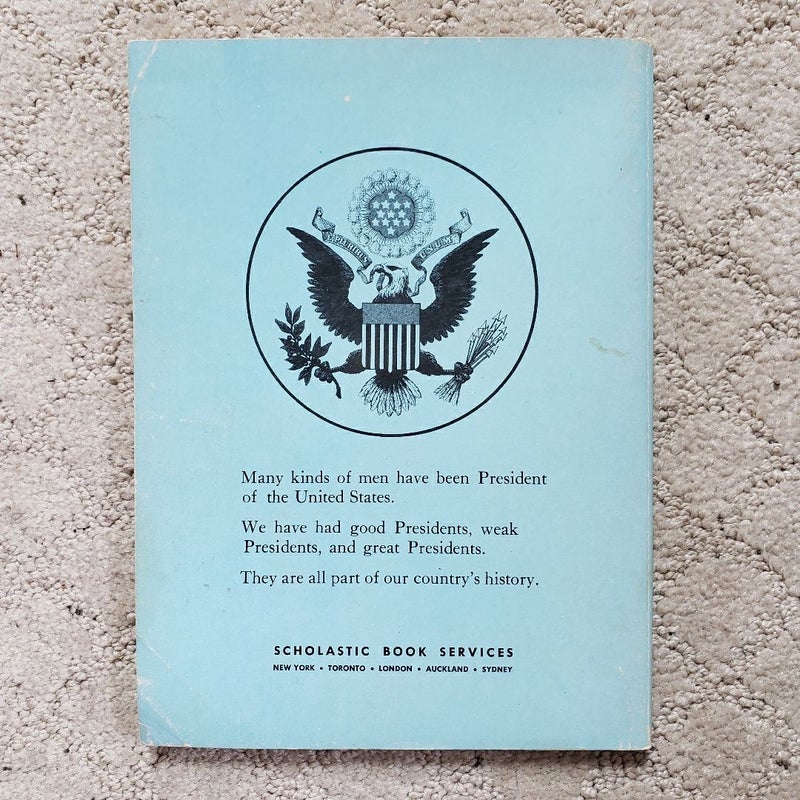 Many kinds of men have been President
of the United States.
We have had good Presidents, weak
Presidents, and great Presidents.
They are all part of our country's history.
SCHOLASTIC BOOK SERVICES
NEW YORK • TORONTO • LONDON • AUCKLAND • SYDNEY